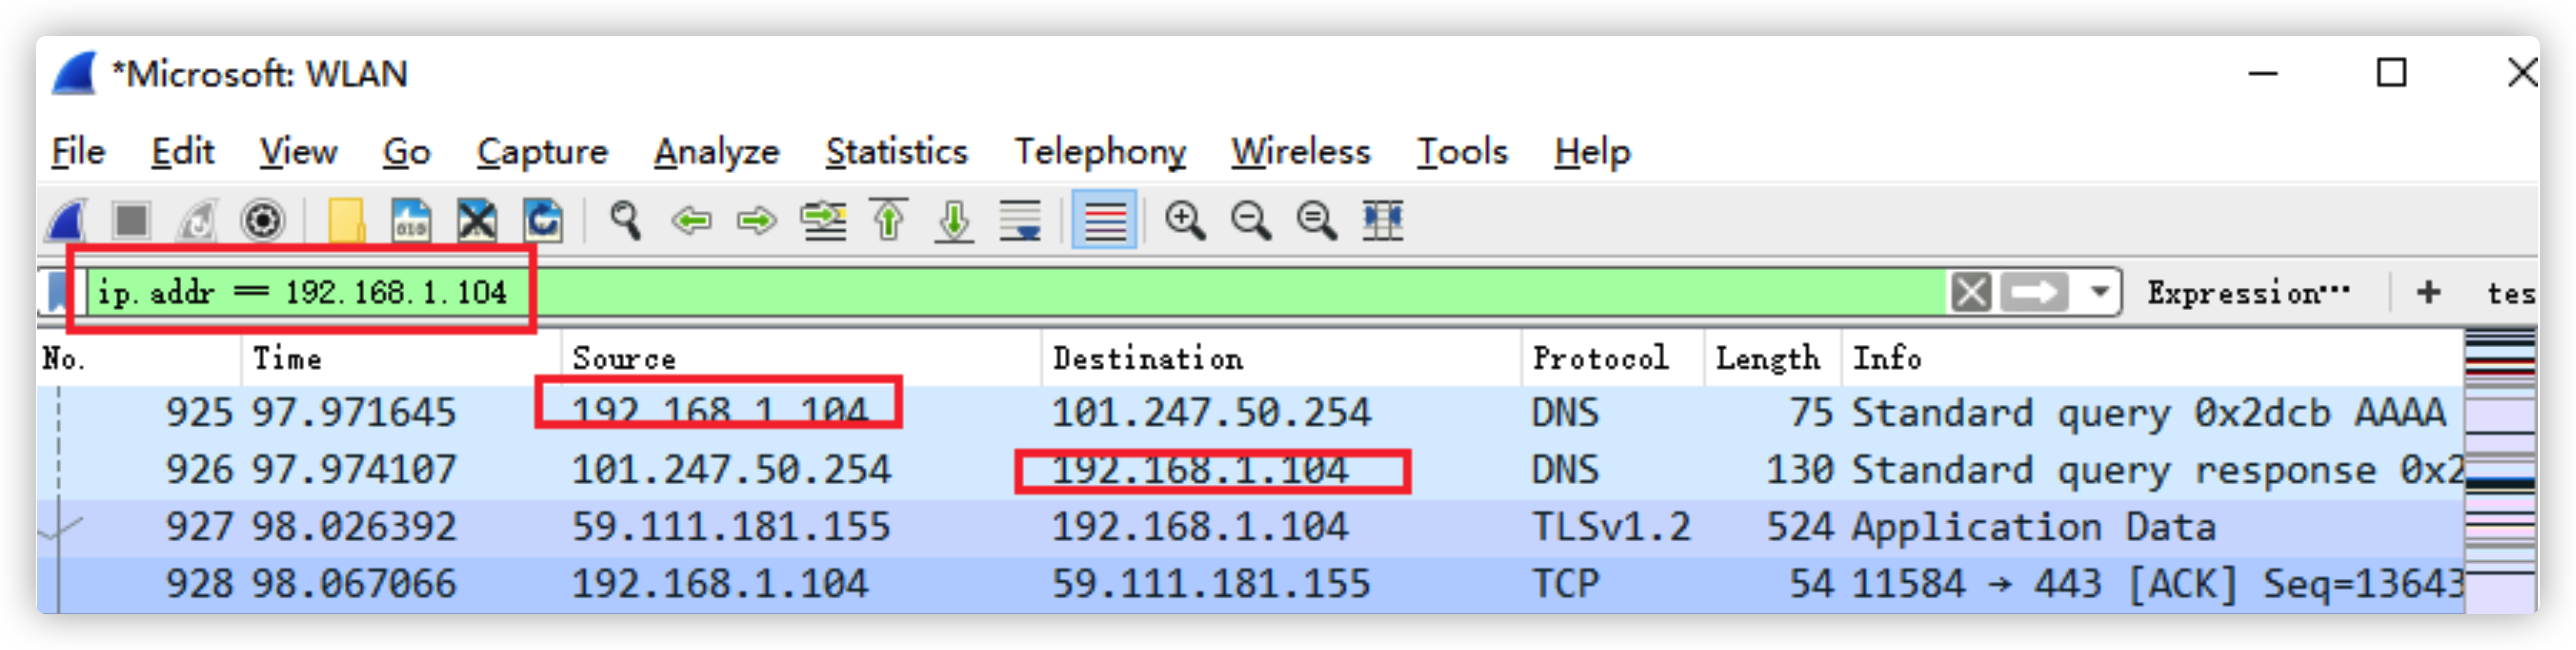 *Microsoft: WLAN
File Edit View Go Capture Analyze Statistics Telephony Wireless Tools Help
ip.addr == 192.168.1.104 Expression… + tes
No. Time Source Destination Protocol Length Info
925 97.971645 192.168.1.104 101.247.50.254 DNS 75 Standard query 0x2dcb AAAA
926 97.974107 101.247.50.254 192.168.1.104 DNS 130 Standard query response 0x2
927 98.026392 59.111.181.155 192.168.1.104 TLSv1.2 524 Application Data
928 98.067066 192.168.1.104 59.111.181.155 TCP 54 11584 → 443 [ACK] Seq=13643